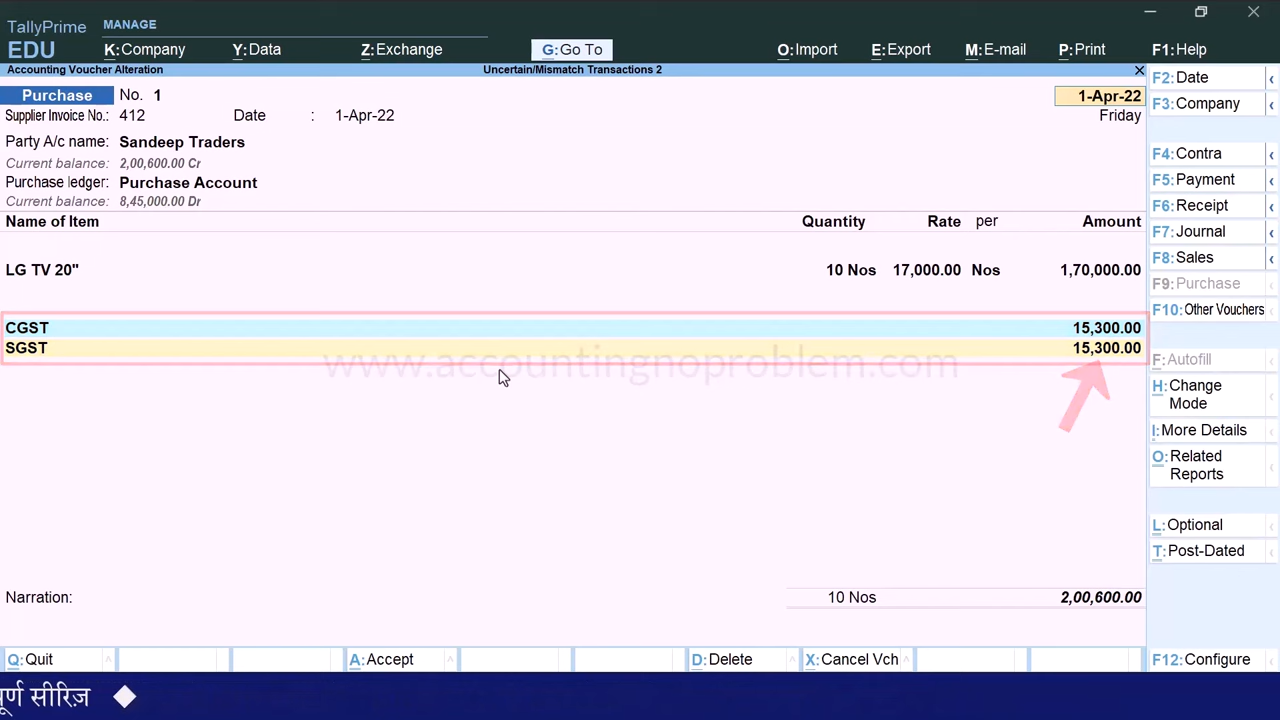 TallyPrime MANAGE
EDU K:Company Y:Data Z:Exchange G:Go To O:Import E:Export M:E-mail P:Print F1:Help
Accounting Voucher Alteration Uncertain/Mismatch Transactions 2
Purchase No. 1 1-Apr-22
Supplier Invoice No.: 412 Date : 1-Apr-22 Friday
Party A/c name: Sandeep Traders
Current balance: 2,00,600.00 Cr
Purchase ledger: Purchase Account
Current balance: 8,45,000.00 Dr
Name of Item Quantity Rate per Amount
LG TV 20" 10 Nos 17,000.00 Nos 1,70,000.00
CGST 15,300.00
SGST 15,300.00
www.accountingnoproblem.com
Narration: 10 Nos 2,00,600.00
Q:Quit A:Accept D:Delete X:Cancel Vch
F2:Date
F3:Company
F4:Contra
F5:Payment
F6:Receipt
F7:Journal
F8:Sales
F9:Purchase
F10:Other Vouchers
F:Autofill
H:Change
Mode
I:More Details
O:Related
Reports
L:Optional
T:Post-Dated
F12:Configure
सीरिज़